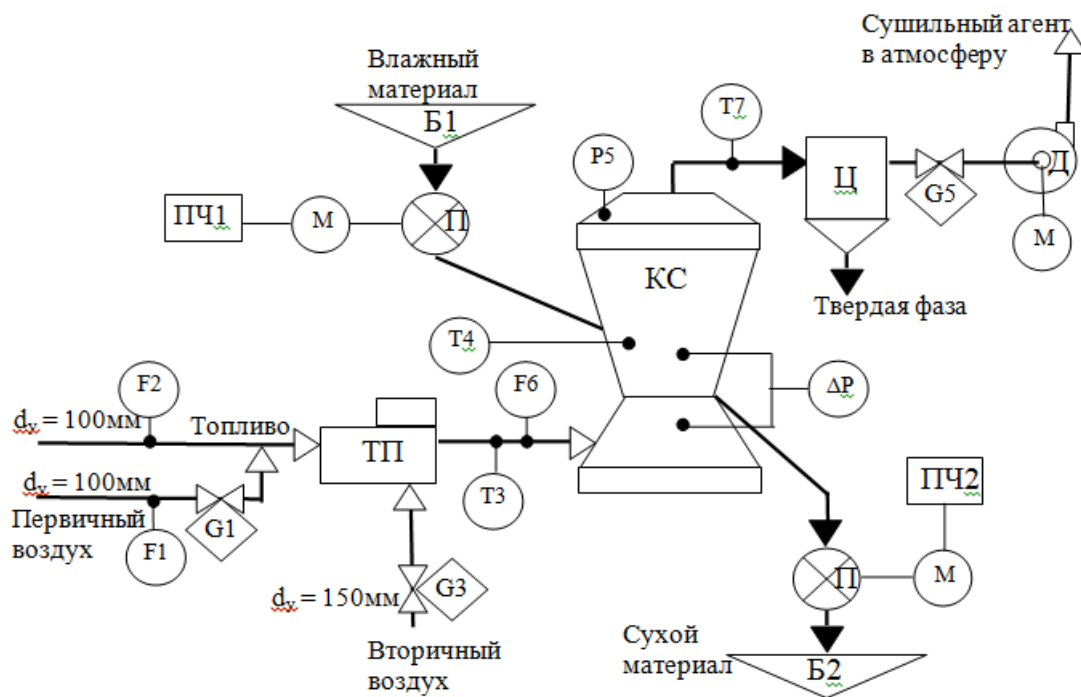 Сушильный агент
в атмосферу
Влажный
материал
Б1
Т7
Р5
Ц
Д
G5
М
ПЧ1
М
П
КС
Твердая фаза
Т4
F2
F6
ΔР
dу = 100мм
Топливо
ТП
dу = 100мм
Первичный
воздух
G1
F1
Т3
ПЧ2
dу = 150мм
G3
П
М
Вторичный
воздух
Сухой
материал
Б2